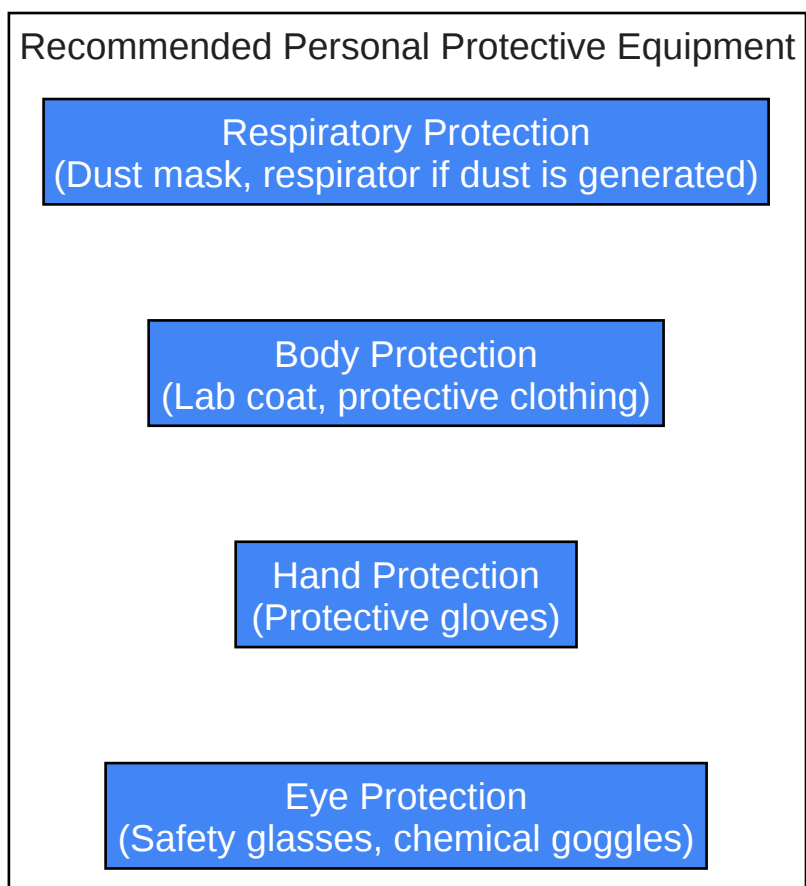 Recommended Personal Protective Equipment
Respiratory Protection
(Dust mask, respirator if dust is generated)
Body Protection
(Lab coat, protective clothing)
Hand Protection
(Protective gloves)
Eye Protection
(Safety glasses, chemical goggles)